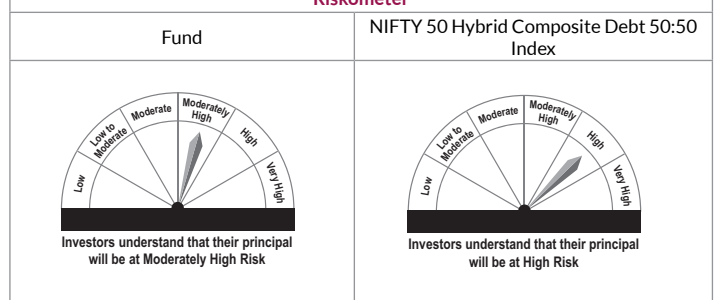 Riskometer
Fund
NIFTY 50 Hybrid Composite Debt 50:50
Index
Low
Low to
Moderate
Moderate
Moderately
High
High
Very High
Investors understand that their principal
will be at Moderately High Risk
Low
Low to
Moderate
Moderate
Moderately
High
High
Very High
Investors understand that their principal
will be at High Risk